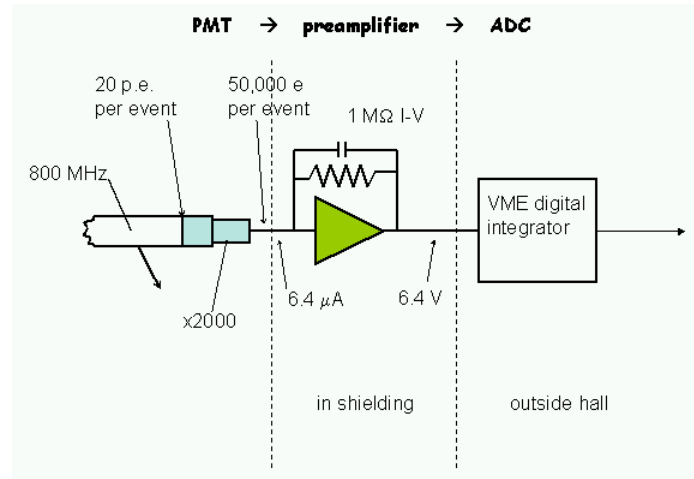 PMT → preamplifier → ADC
20 p.e.
per event
50,000 e
per event
1 MΩ I-V
800 MHz
VME digital
integrator
6.4 μA
6.4 V
x2000
in shielding
outside hall